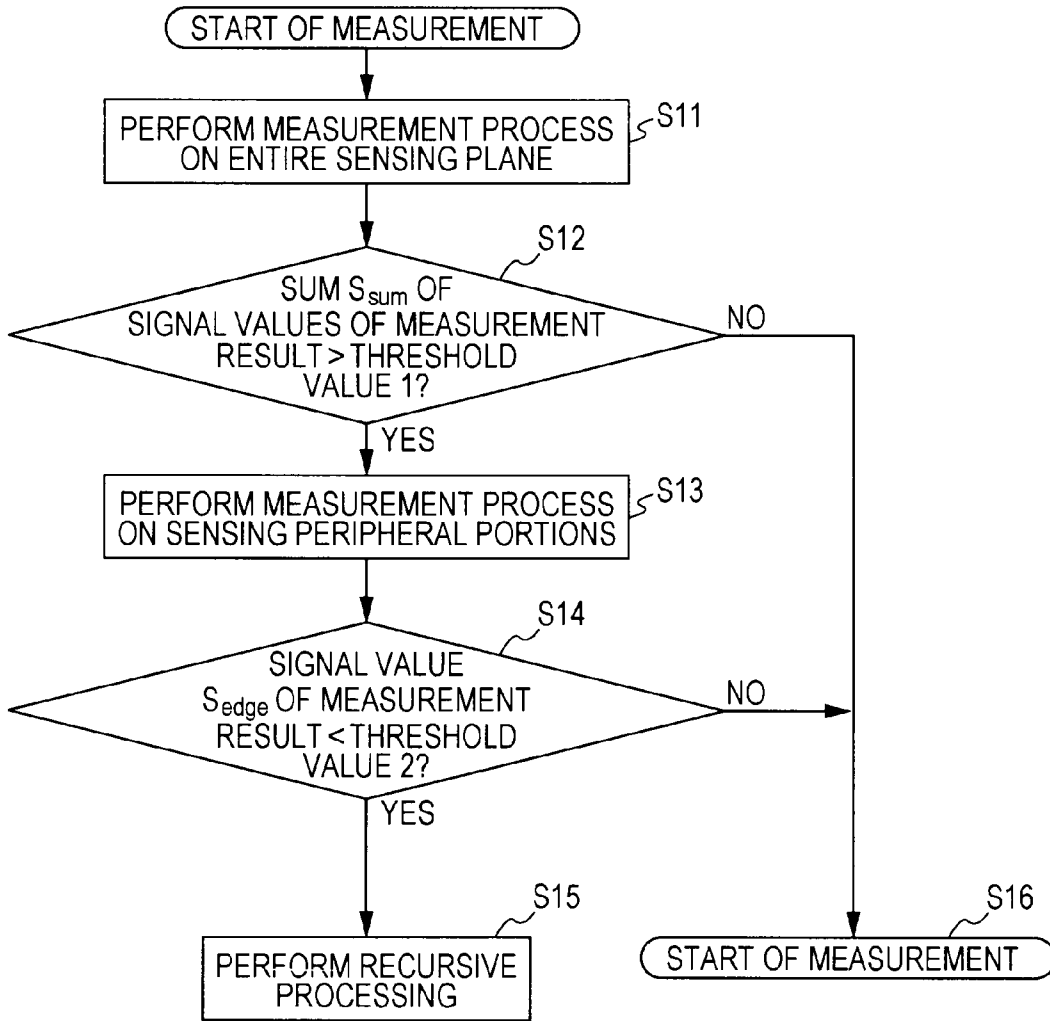 START OF MEASUREMENT
S11
PERFORM MEASUREMENT PROCESS
ON ENTIRE SENSING PLANE
S12
SUM Ssum OF
SIGNAL VALUES OF MEASUREMENT
RESULT > THRESHOLD
VALUE 1?
NO
YES
S13
PERFORM MEASUREMENT PROCESS
ON SENSING PERIPHERAL PORTIONS
S14
SIGNAL VALUE
Sedge OF MEASUREMENT
RESULT < THRESHOLD
VALUE 2?
NO
YES
S15
PERFORM RECURSIVE
PROCESSING
S16
START OF MEASUREMENT